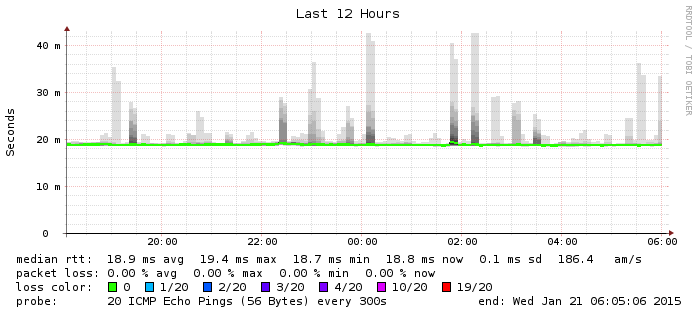 Last 12 Hours
RRDTOOL / TOBI OETIKER
Seconds
40 m
30 m
20 m
10 m
0
20:00 22:00 00:00 02:00 04:00 06:00
median rtt: 18.9 ms avg 19.4 ms max 18.7 ms min 18.8 ms now 0.1 ms sd 186.4 am/s
packet loss: 0.00 % avg 0.00 % max 0.00 % min 0.00 % now
loss color: 0 1/20 2/20 3/20 4/20 10/20 19/20
probe: 20 ICMP Echo Pings (56 Bytes) every 300s end: Wed Jan 21 06:05:06 2015